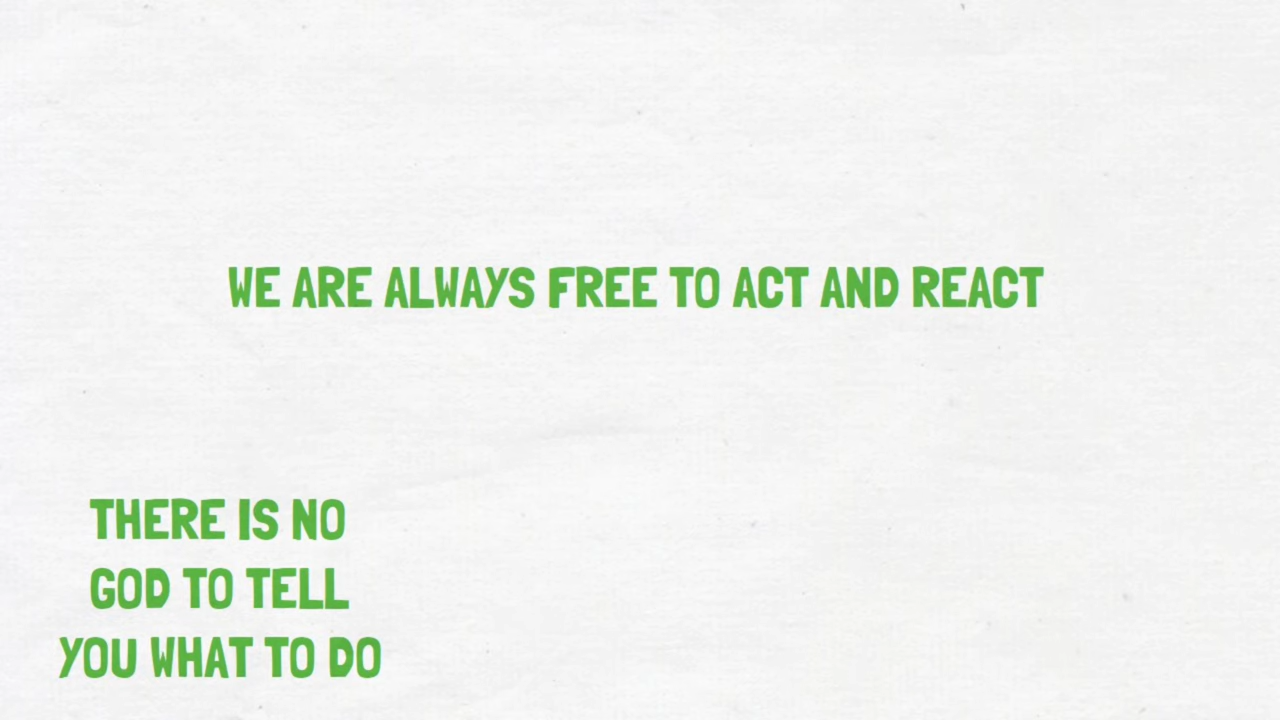 WE ARE ALWAYS FREE TO ACT AND REACT
THERE IS NO
GOD TO TELL
YOU WHAT TO DO